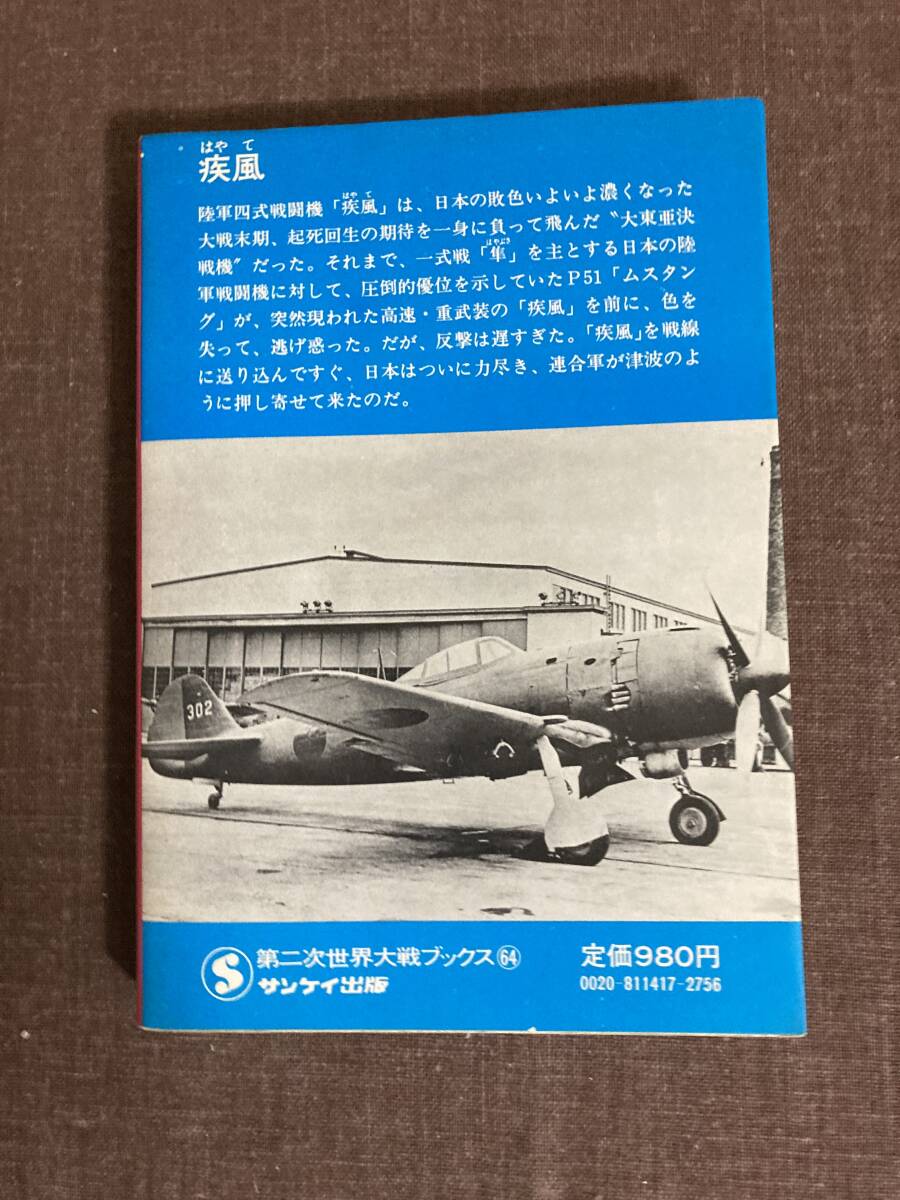 はやて
疾風
陸軍四式戦闘機「疾風」は、日本の敗色いよいよ濃くなった
大戦末期、起死回生の期待を一身に負って飛んだ〝大東亜決
戦機〟だった。それまで、一式戦「隼」を主とする日本の陸
軍戦闘機に対して、圧倒的優位を示していたP51「ムスタン
グ」が、突然現われた高速・重武装の「疾風」を前に、色を
失って、逃げ惑った。だが、反撃は遅すぎた。「疾風」を戦線
に送り込んですぐ、日本はついに力尽き、連合軍が津波のよ
うに押し寄せて来たのだ。
302
S
第二次世界大戦ブックス64
サンケイ出版
定価980円
0020-811417-2756